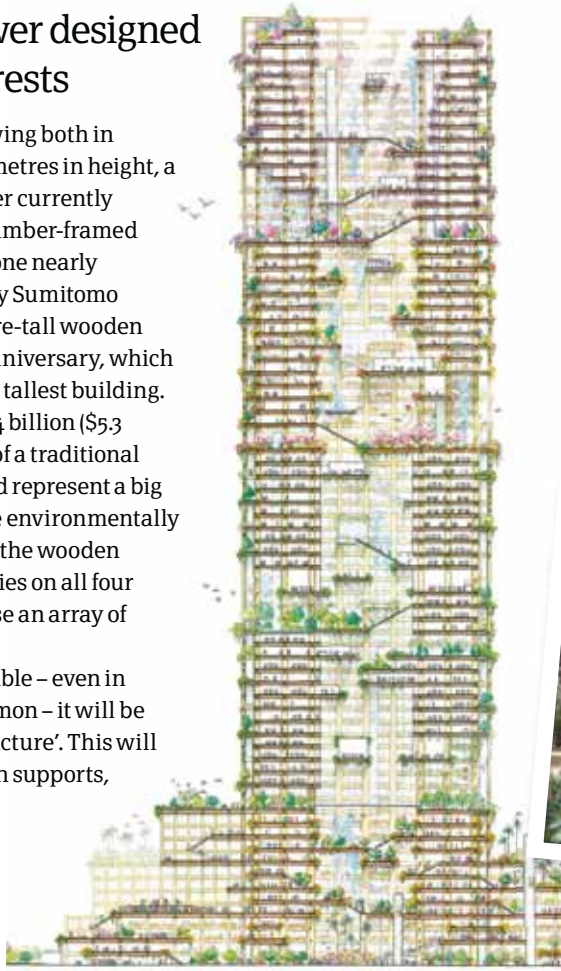 wer designed
rests
ving both in
metres in height, a
er currently
mber-framed
one nearly
y Sumitomo
re-tall wooden
niversary, which
tallest building.
4 billion ($5.3
of a traditional
d represent a big
e environmentally
the wooden
ies on all four
se an array of
ble – even in
mon – it will be
cture’. This will
n supports,